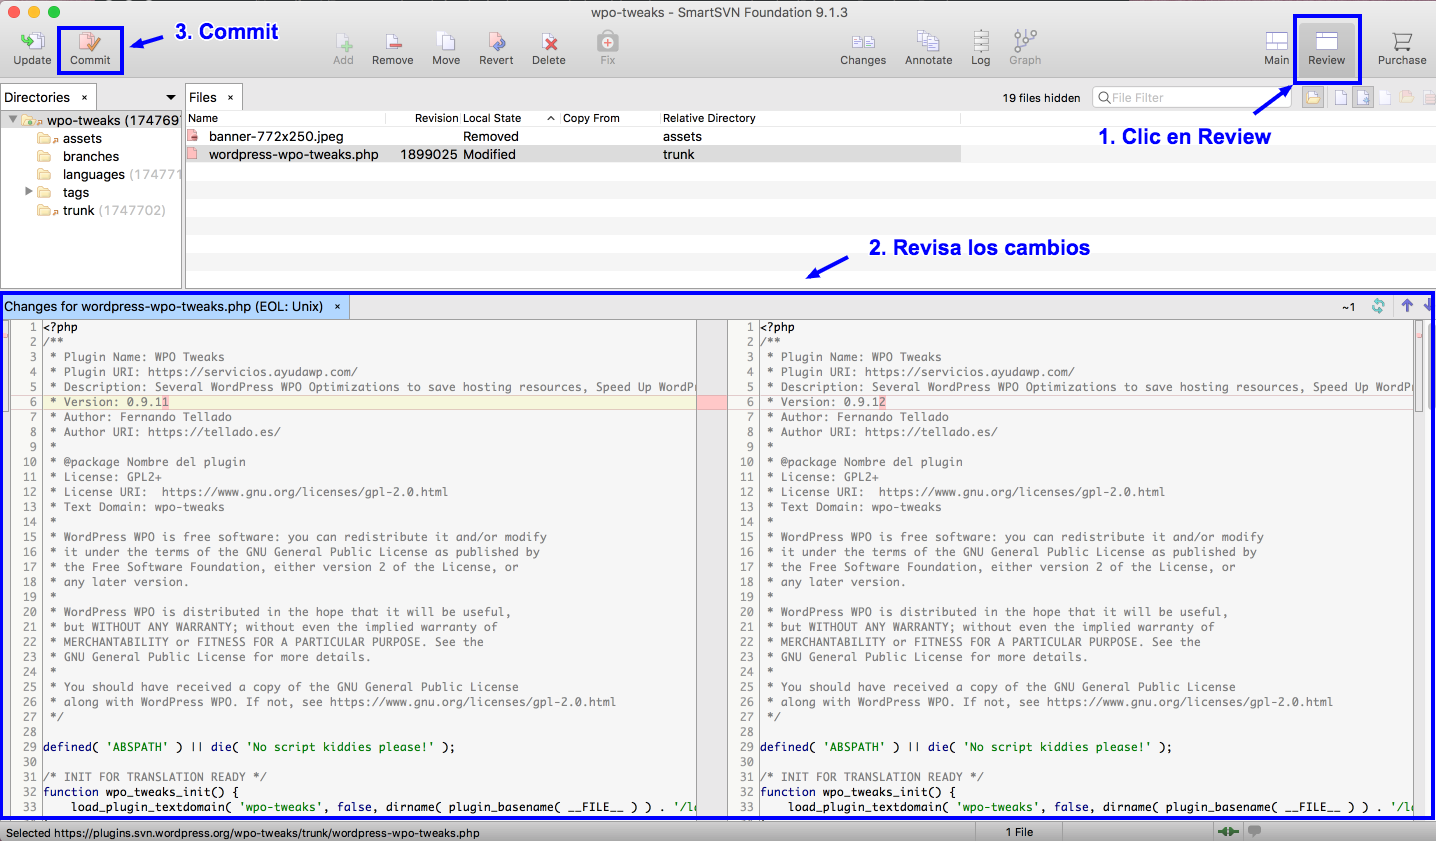 wpo-tweaks - SmartSVN Foundation 9.1.3
Update
Commit
3. Commit
Add
Remove
Move
Revert
Delete
Fix
Changes
Annotate
Log
Graph
Main
Review
Purchase
Directories ×
Files ×
19 files hidden
File Filter
1. Clic en Review
wpo-tweaks (174769
assets
branches
languages (174771
tags
trunk (1747702)
Name Revision Local State Copy From Relative Directory
banner-772x250.jpeg Removed assets
wordpress-wpo-tweaks.php 1899025 Modified trunk
2. Revisa los cambios
Changes for wordpress-wpo-tweaks.php (EOL: Unix) ×
~1
1 <?php
2 /**
3 * Plugin Name: WPO Tweaks
4 * Plugin URI: https://servicios.ayudawp.com/
5 * Description: Several WordPress WPO Optimizations to save hosting resources, Speed Up WordP
6 * Version: 0.9.11
7 * Author: Fernando Tellado
8 * Author URI: https://tellado.es/
9 *
10 * @package Nombre del plugin
11 * License: GPL2+
12 * License URI:  https://www.gnu.org/licenses/gpl-2.0.html
13 * Text Domain: wpo-tweaks
14 *
15 * WordPress WPO is free software: you can redistribute it and/or modify
16 * it under the terms of the GNU General Public License as published by
17 * the Free Software Foundation, either version 2 of the License, or
18 * any later version.
19 *
20 * WordPress WPO is distributed in the hope that it will be useful,
21 * but WITHOUT ANY WARRANTY; without even the implied warranty of
22 * MERCHANTABILITY or FITNESS FOR A PARTICULAR PURPOSE. See the
23 * GNU General Public License for more details.
24 *
25 * You should have received a copy of the GNU General Public License
26 * along with WordPress WPO. If not, see https://www.gnu.org/licenses/gpl-2.0.html
27 */
28
29 defined( 'ABSPATH' ) || die( 'No script kiddies please!' );
30
31 /* INIT FOR TRANSLATION READY */
32 function wpo_tweaks_init() {
33 load_plugin_textdomain( 'wpo-tweaks', false, dirname( plugin_basename( __FILE__ ) ) . '/l
1 <?php
2 /**
3 * Plugin Name: WPO Tweaks
4 * Plugin URI: https://servicios.ayudawp.com/
5 * Description: Several WordPress WPO Optimizations to save hosting resources, Speed Up WordP
6 * Version: 0.9.12
7 * Author: Fernando Tellado
8 * Author URI: https://tellado.es/
9 *
10 * @package Nombre del plugin
11 * License: GPL2+
12 * License URI:  https://www.gnu.org/licenses/gpl-2.0.html
13 * Text Domain: wpo-tweaks
14 *
15 * WordPress WPO is free software: you can redistribute it and/or modify
16 * it under the terms of the GNU General Public License as published by
17 * the Free Software Foundation, either version 2 of the License, or
18 * any later version.
19 *
20 * WordPress WPO is distributed in the hope that it will be useful,
21 * but WITHOUT ANY WARRANTY; without even the implied warranty of
22 * MERCHANTABILITY or FITNESS FOR A PARTICULAR PURPOSE. See the
23 * GNU General Public License for more details.
24 *
25 * You should have received a copy of the GNU General Public License
26 * along with WordPress WPO. If not, see https://www.gnu.org/licenses/gpl-2.0.html
27 */
28
29 defined( 'ABSPATH' ) || die( 'No script kiddies please!' );
30
31 /* INIT FOR TRANSLATION READY */
32 function wpo_tweaks_init() {
33 load_plugin_textdomain( 'wpo-tweaks', false, dirname( plugin_basename( __FILE__ ) ) . '/l
Selected https://plugins.svn.wordpress.org/wpo-tweaks/trunk/wordpress-wpo-tweaks.php
1 File